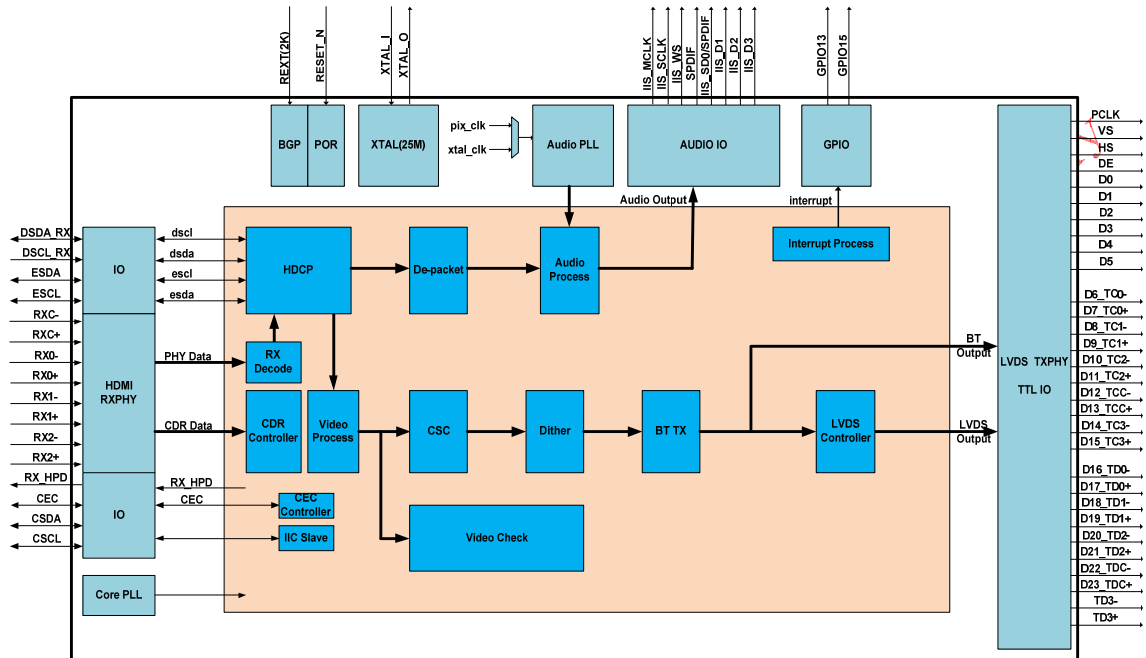 REXT(2K)
RESET_N
XTAL_I
XTAL_O
IIS_MCLK
IIS_SCLK
IIS_WS
SPDIF
IIS_SD0/SPDIF
IIS_D1
IIS_D2
IIS_D3
GPIO13
GPIO15
BGP
POR
XTAL(25M)
pix_clk
xtal_clk
Audio PLL
AUDIO IO
GPIO
Audio Output
interrupt
DSDA_RX
DSCL_RX
ESDA
ESCL
RXC-
RXC+
RX0-
RX0+
RX1-
RX1+
RX2-
RX2+
RX_HPD
CEC
CSDA
CSCL
IO
HDMI
RXPHY
IO
Core PLL
dscl
dsda
escl
esda
PHY Data
CDR Data
RX_HPD
CEC
HDCP
De-packet
Audio
Process
Interrupt Process
RX
Decode
CDR
Controller
Video
Process
CSC
Dither
BT TX
LVDS
Controller
CEC
Controller
IIC Slave
Video Check
BT
Output
LVDS
Output
LVDS TXPHY
TTL IO
PCLK
VS
HS
DE
D0
D1
D2
D3
D4
D5
D6_TC0-
D7_TC0+
D8_TC1-
D9_TC1+
D10_TC2-
D11_TC2+
D12_TCC-
D13_TCC+
D14_TC3-
D15_TC3+
D16_TD0-
D17_TD0+
D18_TD1-
D19_TD1+
D20_TD2-
D21_TD2+
D22_TDC-
D23_TDC+
TD3-
TD3+